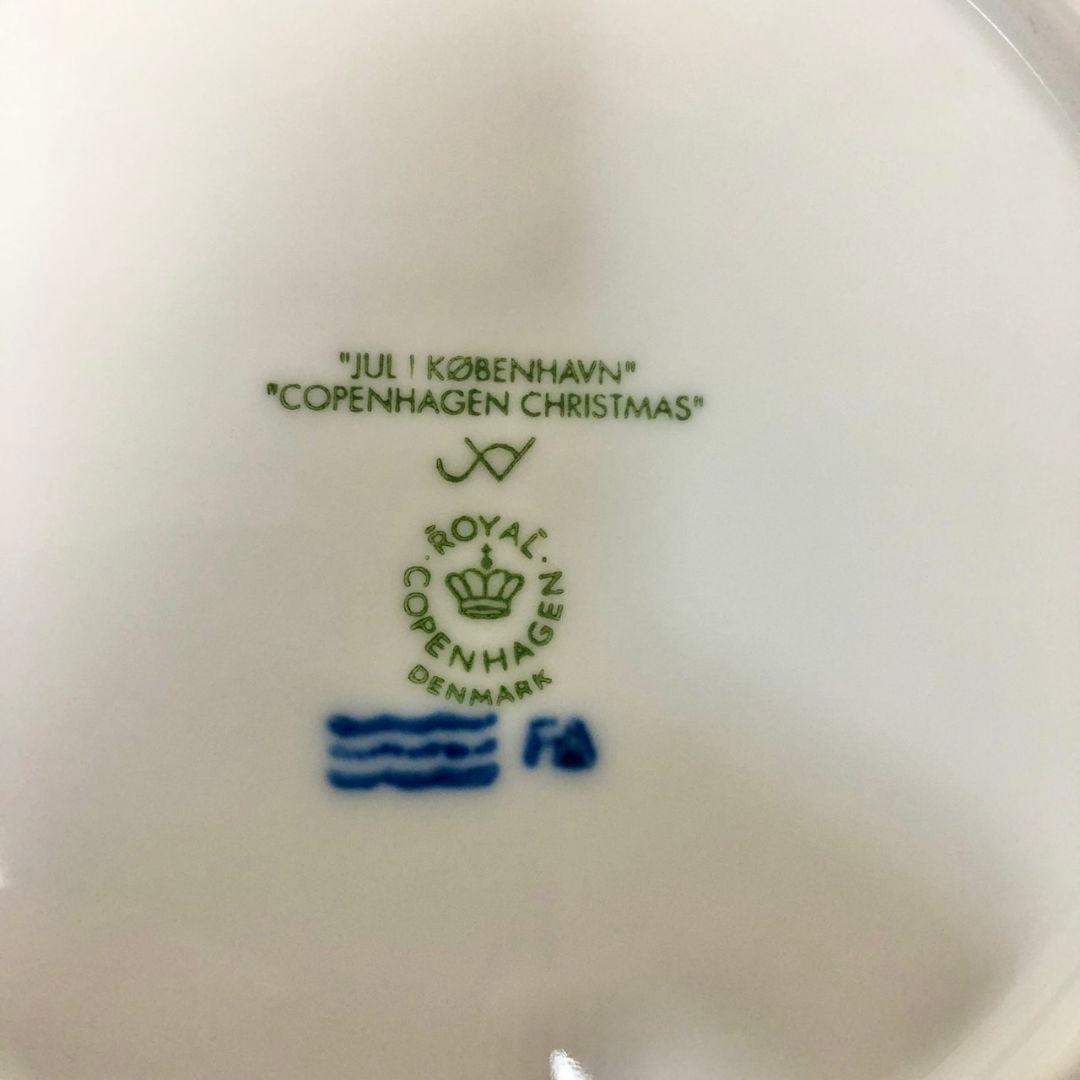 "JUL I KØBENHAVN"
"COPENHAGEN CHRISTMAS"
ROYAL
COPENHAGEN
DENMARK
FA